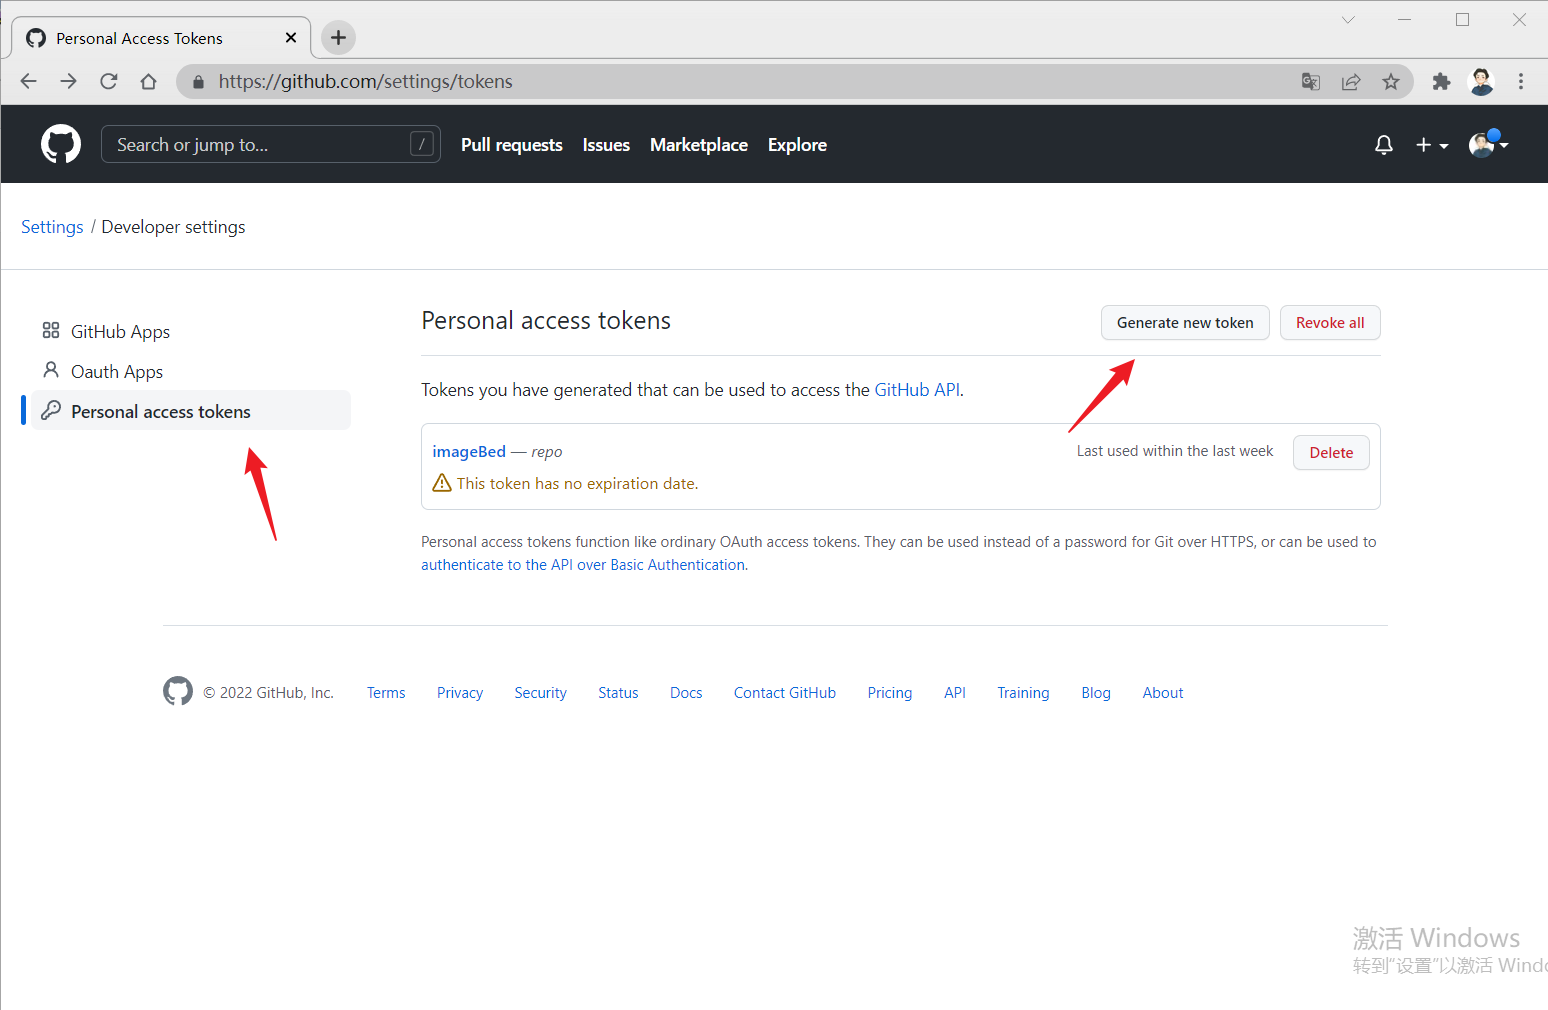 Personal Access Tokens
https://github.com/settings/tokens
Search or jump to... /
Pull requests Issues Marketplace Explore
Settings / Developer settings
GitHub Apps
Oauth Apps
Personal access tokens
Personal access tokens
Generate new token Revoke all
Tokens you have generated that can be used to access the GitHub API.
imageBed — repo
Last used within the last week Delete
This token has no expiration date.
Personal access tokens function like ordinary OAuth access tokens. They can be used instead of a password for Git over HTTPS, or can be used to
authenticate to the API over Basic Authentication.
© 2022 GitHub, Inc. Terms Privacy Security Status Docs Contact GitHub Pricing API Training Blog About
激活 Windows
转到“设置”以激活 Windo